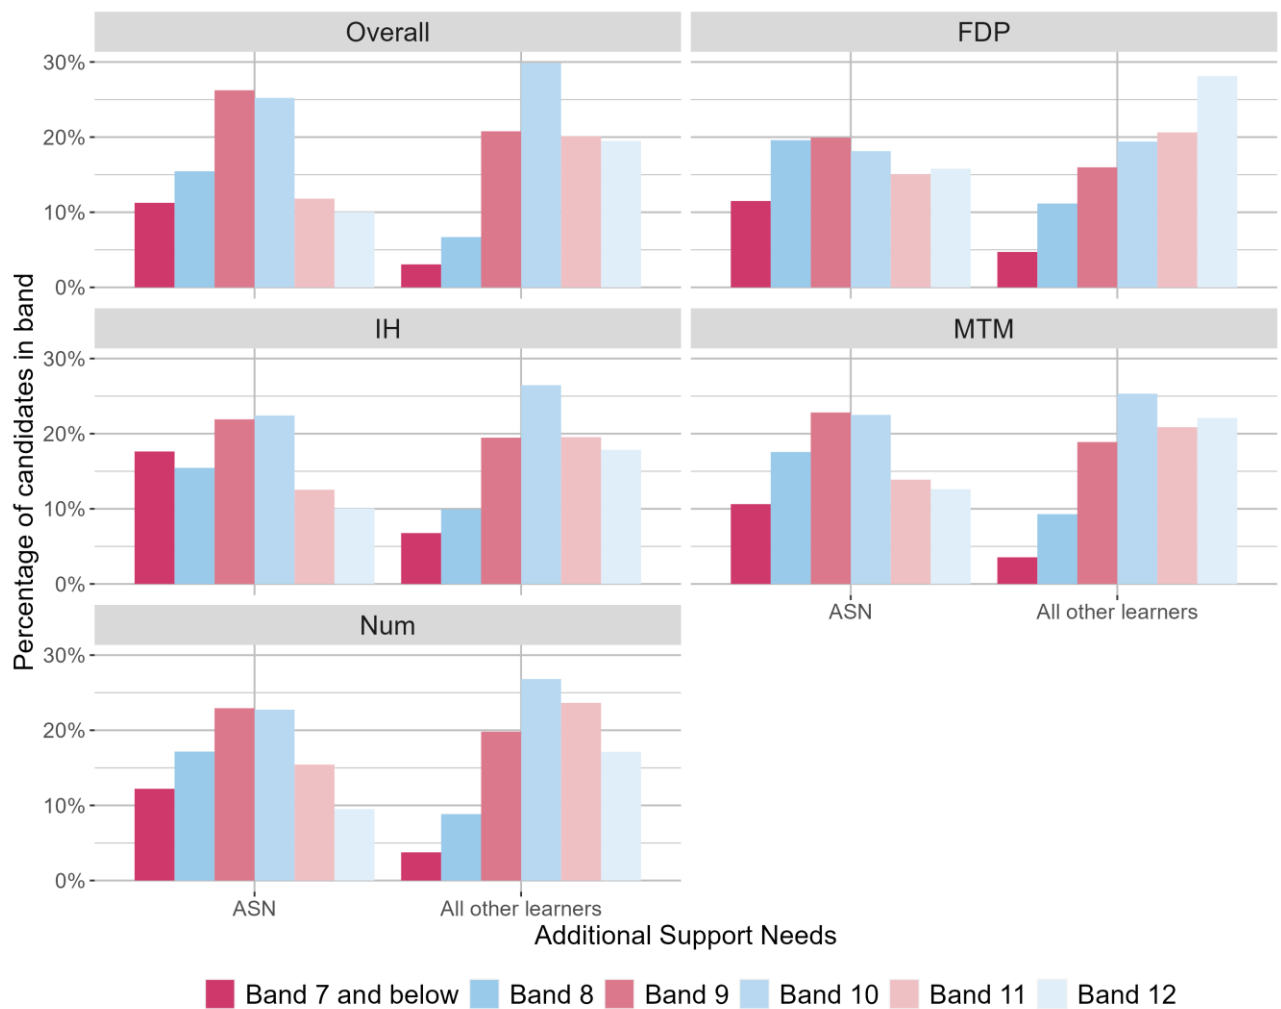 Overall
FDP
30%
20%
10%
0%
IH
MTM
30%
20%
10%
0%
ASN
All other learners
Num
30%
20%
10%
0%
ASN
All other learners
Percentage of candidates in band
Additional Support Needs
Band 7 and below
Band 8
Band 9
Band 10
Band 11
Band 12